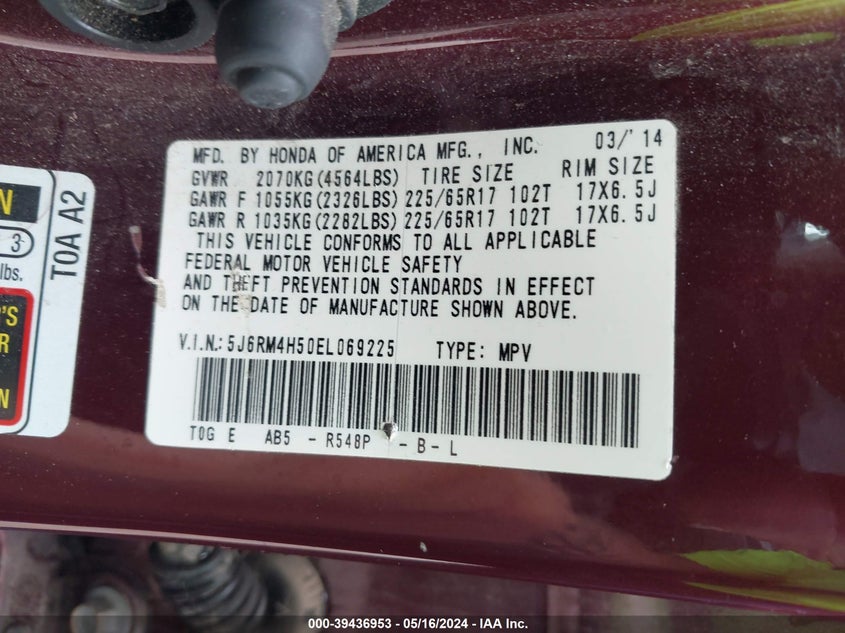 MFD. BY HONDA OF AMERICA MFG., INC. 03/'14
GVWR 2070KG(4564LBS) TIRE SIZE RIM SIZE
GAWR F 1055KG(2326LBS) 225/65R17 102T 17X6.5J
GAWR R 1035KG(2282LBS) 225/65R17 102T 17X6.5J
THIS VEHICLE CONFORMS TO ALL APPLICABLE
FEDERAL MOTOR VEHICLE SAFETY
AND THEFT PREVENTION STANDARDS IN EFFECT
ON THE DATE OF MANUFACTURE SHOWN ABOVE.
V.I.N.: 5J6RM4H50EL069225 TYPE: MPV
T0G E AB5 - R548P - B - L
N
3
lbs.
T0A A2
'S
R
N
000-39436953 - 05/16/2024 - IAA Inc.